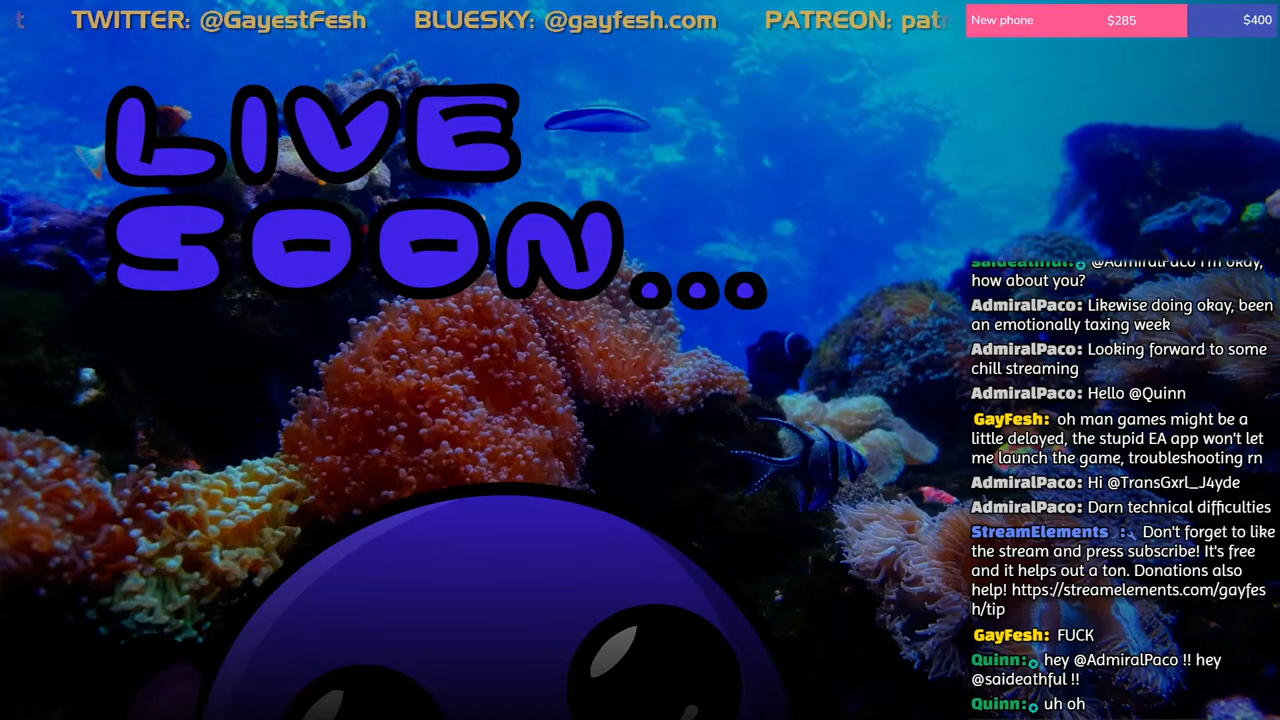 t TWITTER: @GayestFesh BLUESKY: @gayfesh.com PATREON: pat
New phone $285 $400
LIVE
SOON...
saideathful: @AdmiralPaco I'm okay,
how about you?
AdmiralPaco: Likewise doing okay, been
an emotionally taxing week
AdmiralPaco: Looking forward to some
chill streaming
AdmiralPaco: Hello @Quinn
GayFesh: oh man games might be a
little delayed, the stupid EA app won't let
me launch the game, troubleshooting rn
AdmiralPaco: Hi @TransGxrl_J4yde
AdmiralPaco: Darn technical difficulties
StreamElements : Don't forget to like
the stream and press subscribe! It's free
and it helps out a ton. Donations also
help! https://streamelements.com/gayfes
h/tip
GayFesh: FUCK
Quinn: hey @AdmiralPaco !! hey
@saideathful !!
Quinn: uh oh